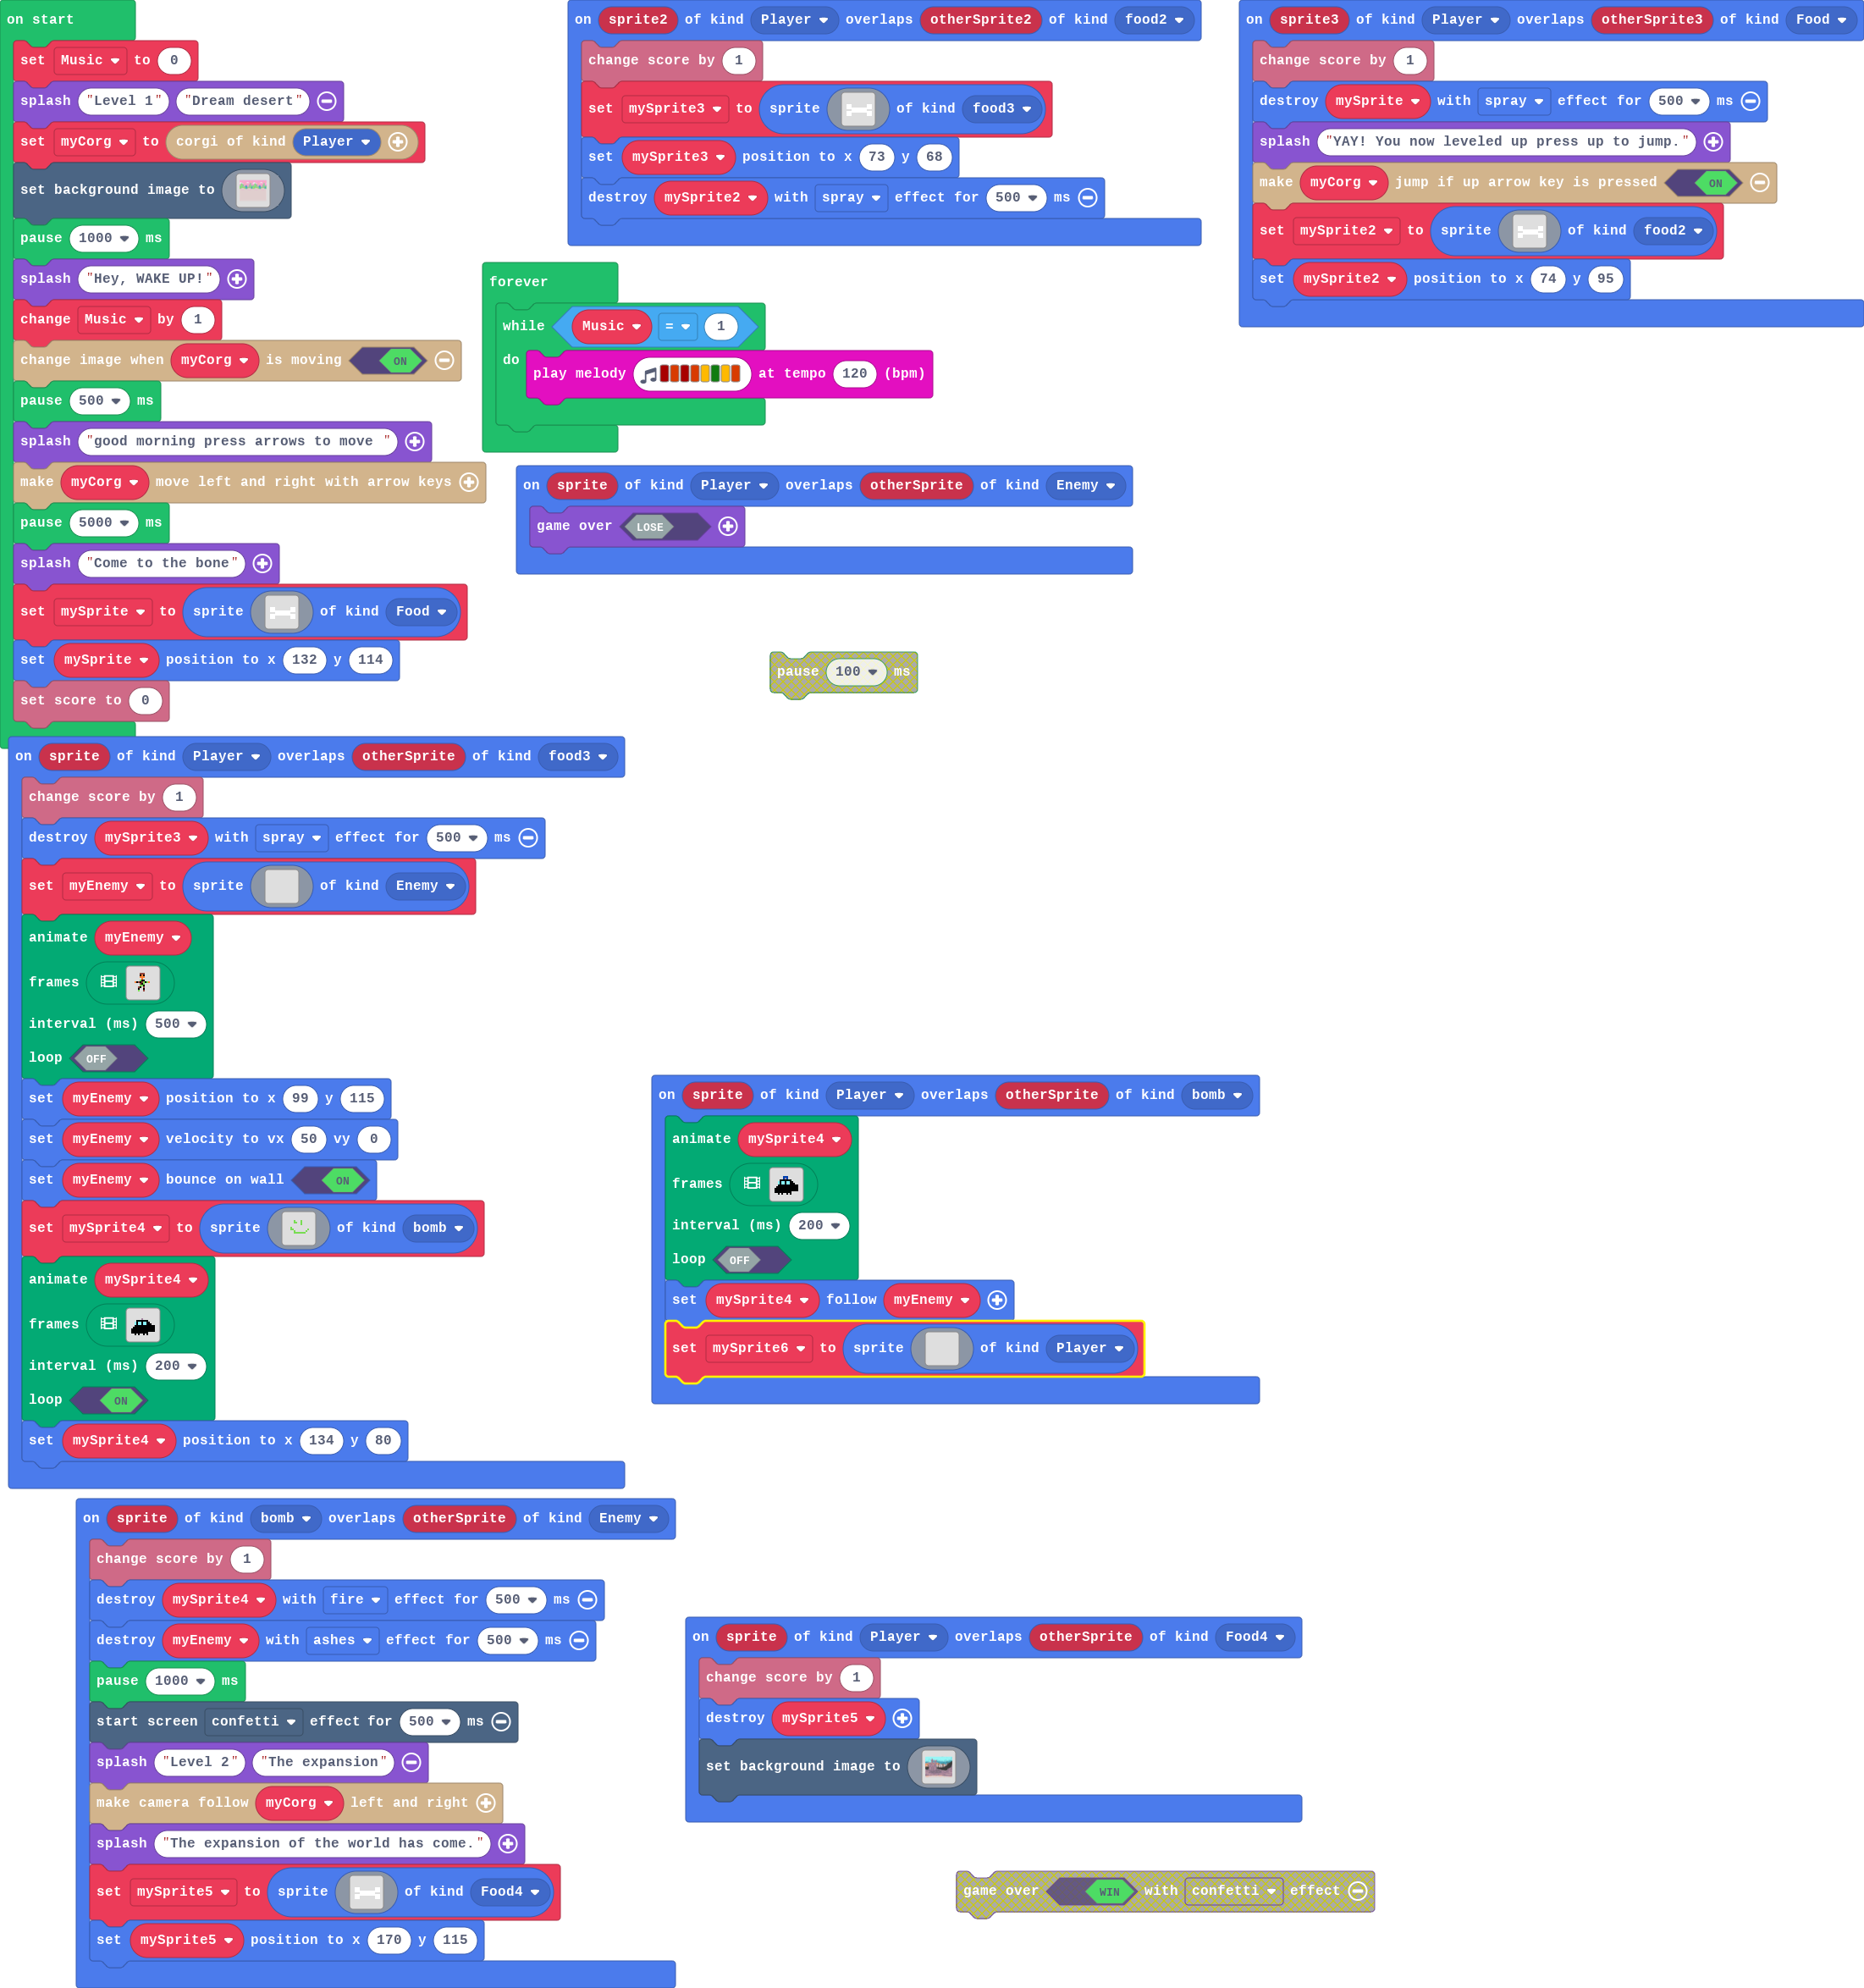 on start
set Music to 0
splash "Level 1" "Dream desert"
set myCorg to corgi of kind Player
set background image to
pause 1000 ms
splash "Hey, WAKE UP!"
change Music by 1
change image when myCorg is moving ON
pause 500 ms
splash "good morning press arrows to move "
make myCorg move left and right with arrow keys
pause 5000 ms
splash "Come to the bone"
set mySprite to sprite of kind Food
set mySprite position to x 132 y 114
set score to 0
on sprite2 of kind Player overlaps otherSprite2 of kind food2
change score by 1
set mySprite3 to sprite of kind food3
set mySprite3 position to x 73 y 68
destroy mySprite2 with spray effect for 500 ms
on sprite3 of kind Player overlaps otherSprite3 of kind Food
change score by 1
destroy mySprite with spray effect for 500 ms
splash "YAY! You now leveled up press up to jump."
make myCorg jump if up arrow key is pressed ON
set mySprite2 to sprite of kind food2
set mySprite2 position to x 74 y 95
forever
while Music = 1
do play melody at tempo 120 (bpm)
on sprite of kind Player overlaps otherSprite of kind Enemy
game over LOSE
pause 100 ms
on sprite of kind Player overlaps otherSprite of kind food3
change score by 1
destroy mySprite3 with spray effect for 500 ms
set myEnemy to sprite of kind Enemy
animate myEnemy
frames
interval (ms) 500
loop OFF
set myEnemy position to x 99 y 115
set myEnemy velocity to vx 50 vy 0
set myEnemy bounce on wall ON
set mySprite4 to sprite of kind bomb
animate mySprite4
frames
interval (ms) 200
loop ON
set mySprite4 position to x 134 y 80
on sprite of kind Player overlaps otherSprite of kind bomb
animate mySprite4
frames
interval (ms) 200
loop OFF
set mySprite4 follow myEnemy
set mySprite6 to sprite of kind Player
on sprite of kind bomb overlaps otherSprite of kind Enemy
change score by 1
destroy mySprite4 with fire effect for 500 ms
destroy myEnemy with ashes effect for 500 ms
pause 1000 ms
start screen confetti effect for 500 ms
splash "Level 2" "The expansion"
make camera follow myCorg left and right
splash "The expansion of the world has come."
set mySprite5 to sprite of kind Food4
set mySprite5 position to x 170 y 115
on sprite of kind Player overlaps otherSprite of kind Food4
change score by 1
destroy mySprite5
set background image to
game over WIN with confetti effect